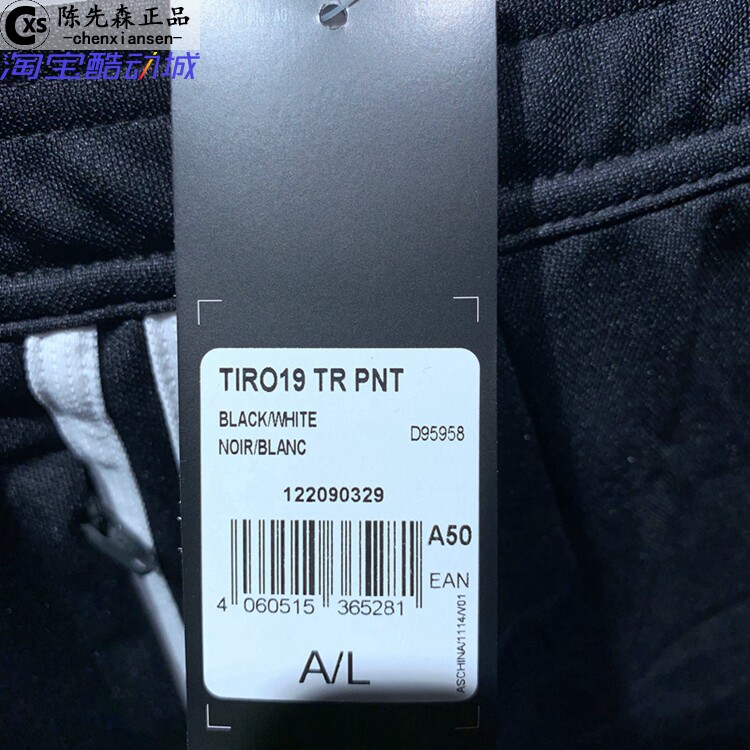 CXS
陈先森正品
-chenxiansen-
淘宝酷动城
TIRO19 TR PNT
BLACK/WHITE
NOIR/BLANC
D95958
122090329
A50
EAN
4 060515 365281
A/L
ASCHINA/1114/V01